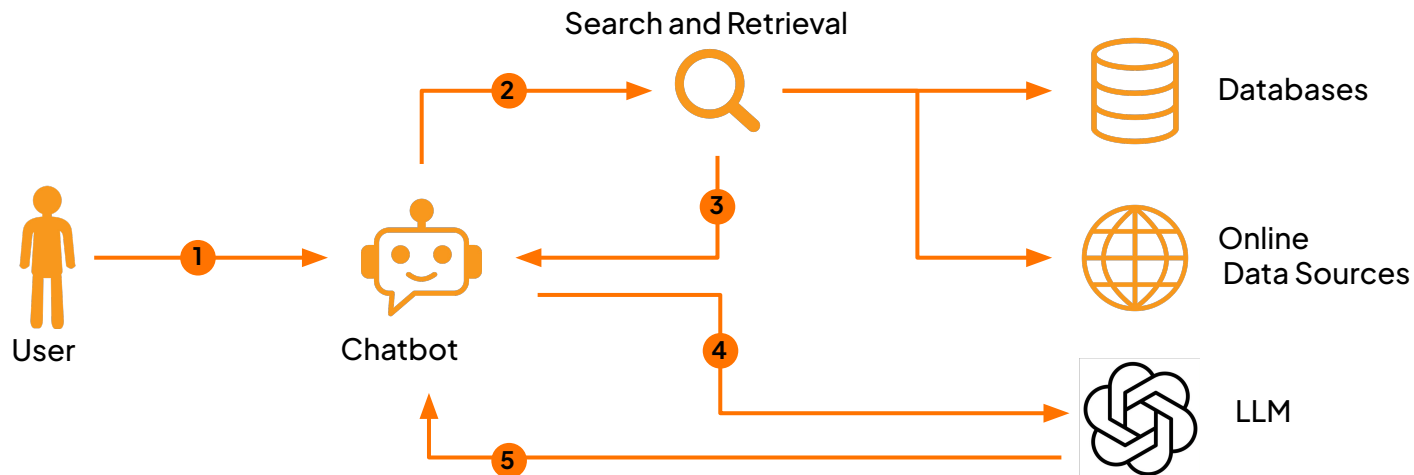 Search and Retrieval
2
Databases
3
1
Online
Data Sources
User
Chatbot
4
LLM
5